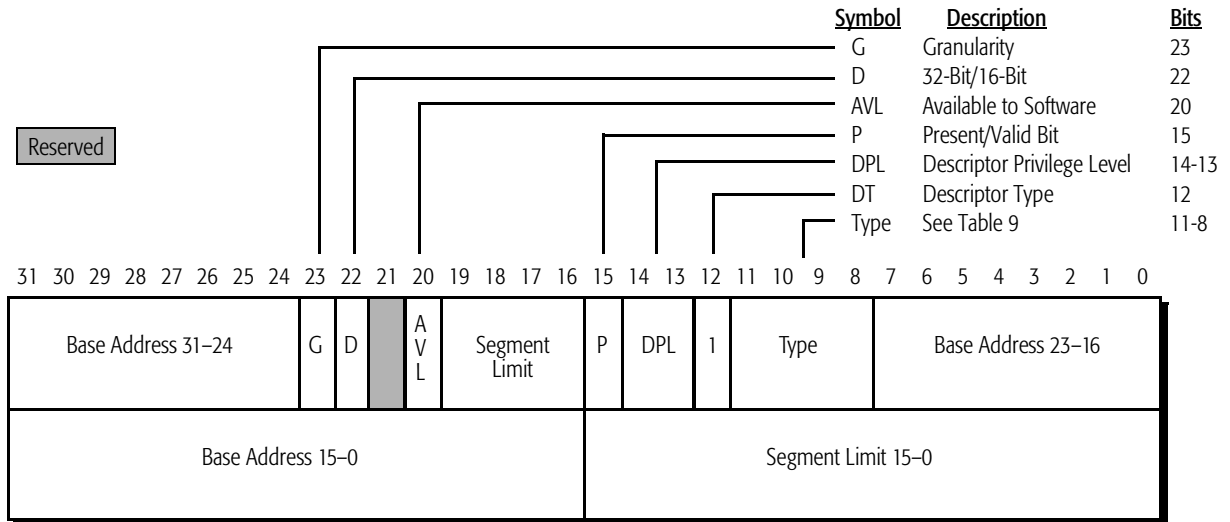 Symbol Description Bits
G Granularity 23
D 32-Bit/16-Bit 22
AVL Available to Software 20
P Present/Valid Bit 15
DPL Descriptor Privilege Level 14-13
DT Descriptor Type 12
Type See Table 9 11-8
Reserved
31 30 29 28 27 26 25 24 23 22 21 20 19 18 17 16 15 14 13 12 11 10 9 8 7 6 5 4 3 2 1 0
Base Address 31–24
G
D
A
V
L
Segment
Limit
P
DPL
1
Type
Base Address 23–16
Base Address 15–0
Segment Limit 15–0